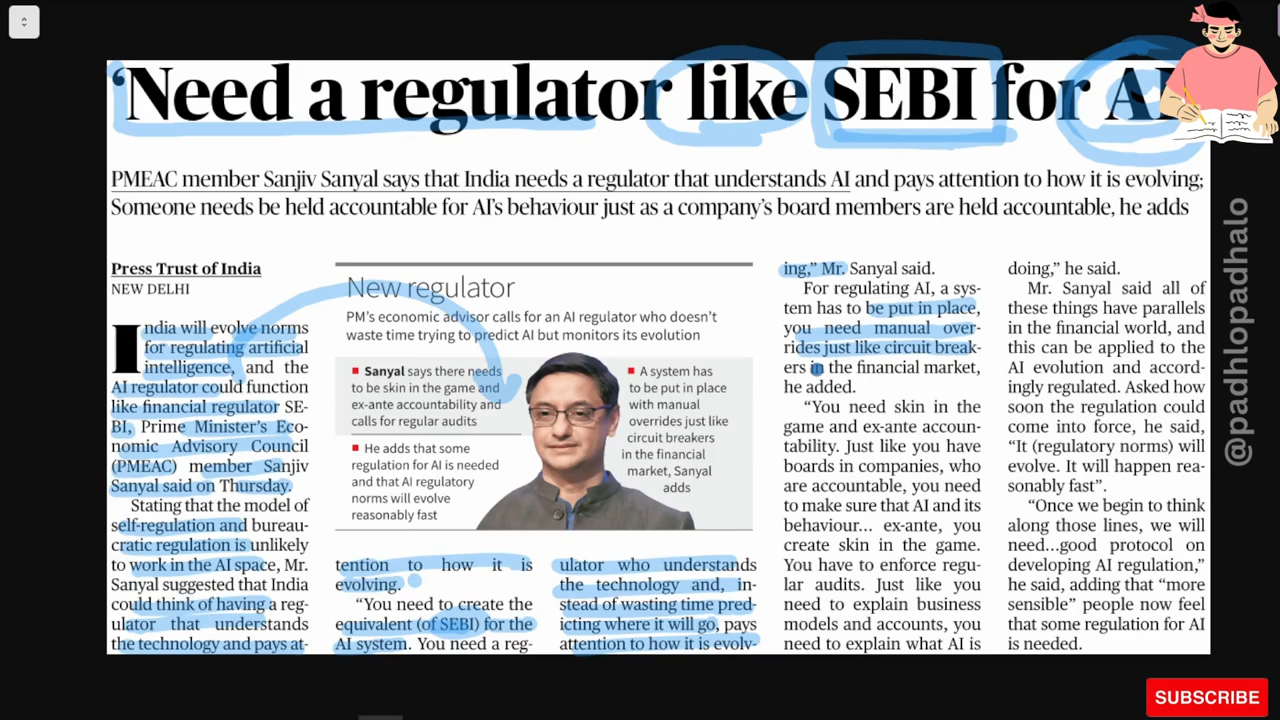 ‘Need a regulator like SEBI for AI
PMEAC member Sanjiv Sanyal says that India needs a regulator that understands AI and pays attention to how it is evolving;
Someone needs be held accountable for AI’s behaviour just as a company’s board members are held accountable, he adds
Press Trust of India
NEW DELHI
India will evolve norms
for regulating artificial
intelligence, and the
AI regulator could function
like financial regulator SE-
BI, Prime Minister’s Eco-
nomic Advisory Council
(PMEAC) member Sanjiv
Sanyal said on Thursday.
Stating that the model of
self-regulation and bureau-
cratic regulation is unlikely
to work in the AI space, Mr.
Sanyal suggested that India
could think of having a reg-
ulator that understands
the technology and pays at-
New regulator
PM’s economic advisor calls for an AI regulator who doesn’t
waste time trying to predict AI but monitors its evolution
■ Sanyal says there needs
to be skin in the game and
ex-ante accountability and
calls for regular audits
■ He adds that some
regulation for AI is needed
and that AI regulatory
norms will evolve
reasonably fast
■ A system has
to be put in place
with manual
overrides just like
circuit breakers
in the financial
market, Sanyal
adds
tention to how it is
evolving.
“You need to create the
equivalent (of SEBI) for the
AI system. You need a reg-
ulator who understands
the technology and, in-
stead of wasting time pred-
icting where it will go, pays
attention to how it is evolv-
ing,” Mr. Sanyal said.
For regulating AI, a sys-
tem has to be put in place,
you need manual over-
rides just like circuit break-
ers in the financial market,
he added.
“You need skin in the
game and ex-ante accoun-
tability. Just like you have
boards in companies, who
are accountable, you need
to make sure that AI and its
behaviour... ex-ante, you
create skin in the game.
You have to enforce regu-
lar audits. Just like you
need to explain business
models and accounts, you
need to explain what AI is
doing,” he said.
Mr. Sanyal said all of
these things have parallels
in the financial world, and
this can be applied to the
AI evolution and accord-
ingly regulated. Asked how
soon the regulation could
come into force, he said,
“It (regulatory norms) will
evolve. It will happen rea-
sonably fast”.
“Once we begin to think
along those lines, we will
need...good protocol on
developing AI regulation,”
he said, adding that “more
sensible” people now feel
that some regulation for AI
is needed.
@padhlopadhalo
SUBSCRIBE